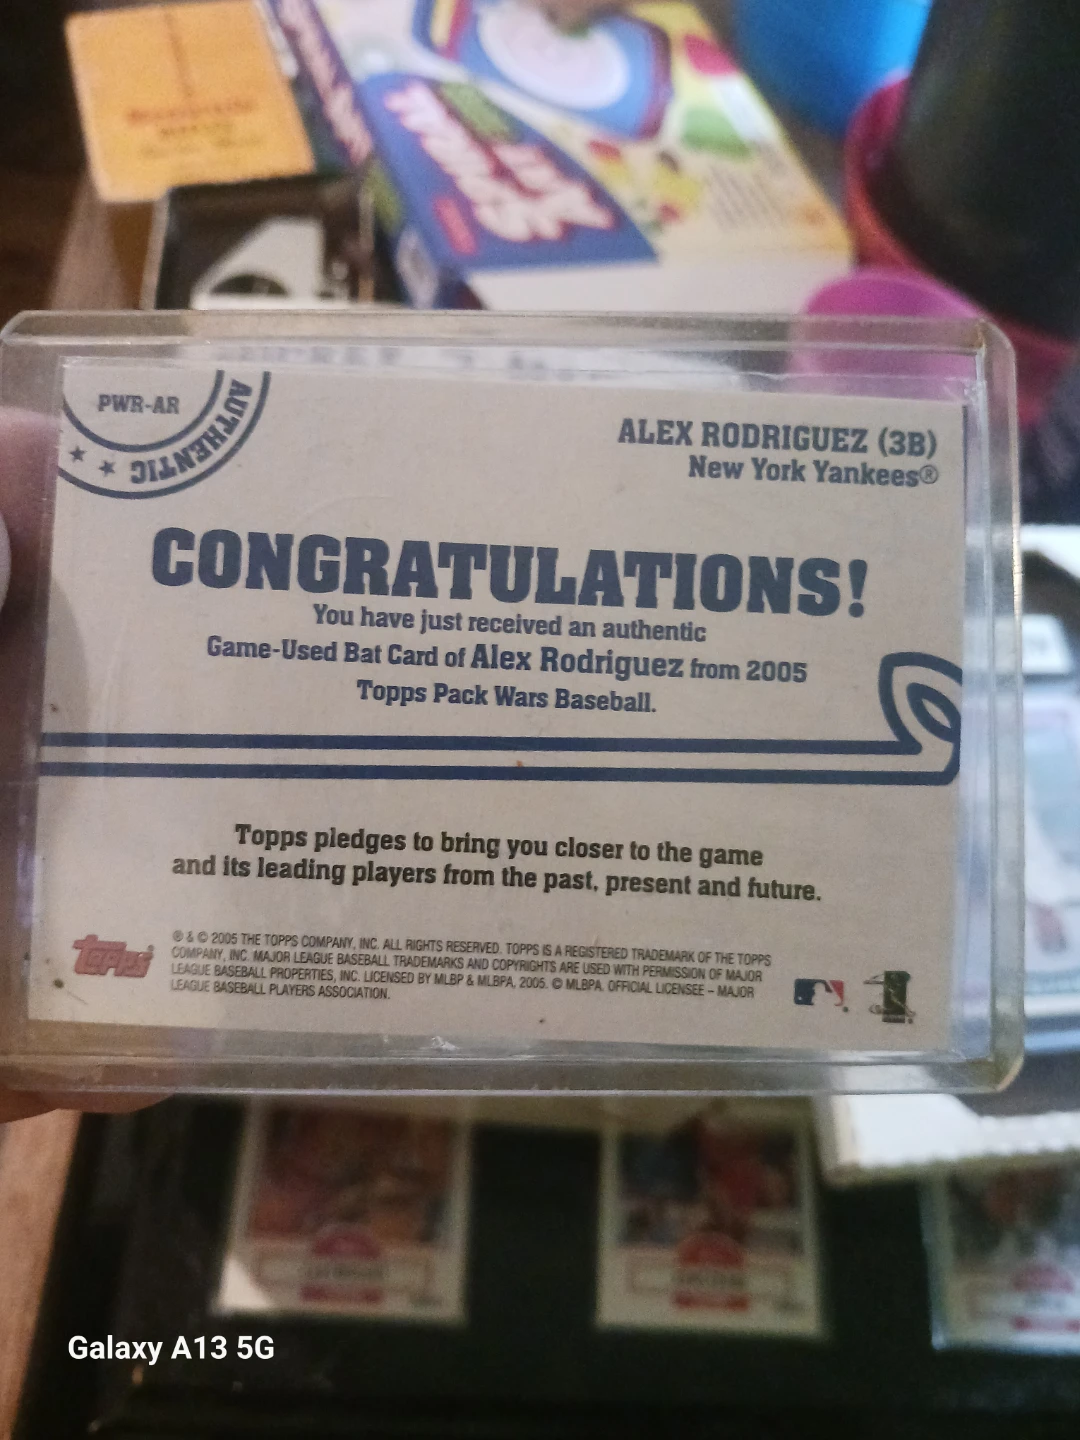 PWR-AR
AUTHENTIC
ALEX RODRIGUEZ (3B)
New York Yankees®
CONGRATULATIONS!
You have just received an authentic
Game-Used Bat Card of Alex Rodriguez from 2005
Topps Pack Wars Baseball.
Topps pledges to bring you closer to the game
and its leading players from the past, present and future.
topps
® & © 2005 THE TOPPS COMPANY, INC. ALL RIGHTS RESERVED. TOPPS IS A REGISTERED TRADEMARK OF THE TOPPS
COMPANY, INC. MAJOR LEAGUE BASEBALL TRADEMARKS AND COPYRIGHTS ARE USED WITH PERMISSION OF MAJOR
LEAGUE BASEBALL PROPERTIES, INC. LICENSED BY MLBP & MLBPA, 2005. © MLBPA, OFFICIAL LICENSEE – MAJOR
LEAGUE BASEBALL PLAYERS ASSOCIATION.
Galaxy A13 5G